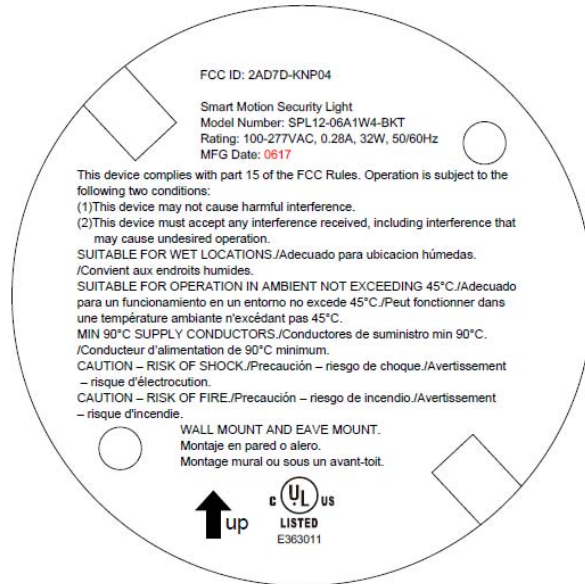 FCC ID: 2AD7D-KNP04
Smart Motion Security Light
Model Number: SPL12-06A1W4-BKT
Rating: 100-277VAC, 0.28A, 32W, 50/60Hz
MFG Date: 0617
This device complies with part 15 of the FCC Rules. Operation is subject to the
following two conditions:
(1)This device may not cause harmful interference.
(2)This device must accept any interference received, including interference that
may cause undesired operation.
SUITABLE FOR WET LOCATIONS./Adecuado para ubicacion húmedas.
/Convient aux endroits humides.
SUITABLE FOR OPERATION IN AMBIENT NOT EXCEEDING 45°C./Adecuado
para un funcionamiento en un entorno no excede 45°C./Peut fonctionner dans
une température ambiante n'excédant pas 45°C.
MIN 90°C SUPPLY CONDUCTORS./Conductores de suministro min 90°C.
/Conducteur d'alimentation de 90°C minimum.
CAUTION – RISK OF SHOCK./Precaución – riesgo de choque./Avertissement
– risque d'électrocution.
CAUTION – RISK OF FIRE./Precaución – riesgo de incendio./Avertissement
– risque d'incendie.
WALL MOUNT AND EAVE MOUNT.
Montaje en pared o alero.
Montage mural ou sous un avant-toit.
up
C UL US
LISTED
E363011